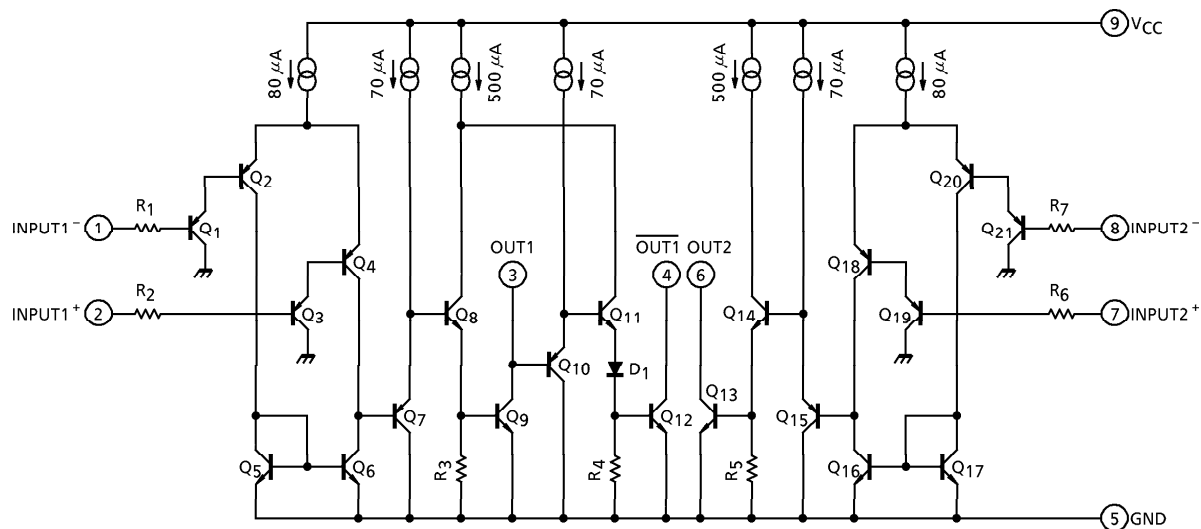 80 μA
70 μA
500 μA
70 μA
500 μA
70 μA
80 μA
9 VCC
Q2
Q20
R1
R7
INPUT1− 1
Q1
Q21
8 INPUT2−
OUT1
OUT1
OUT2
Q4
Q18
3
4
6
R2
R6
INPUT1+ 2
Q3
Q8
Q11
Q14
Q19
7 INPUT2+
Q10
D1
Q13
Q7
Q9
Q12
Q15
Q5
Q6
R3
R4
R5
Q16
Q17
5 GND